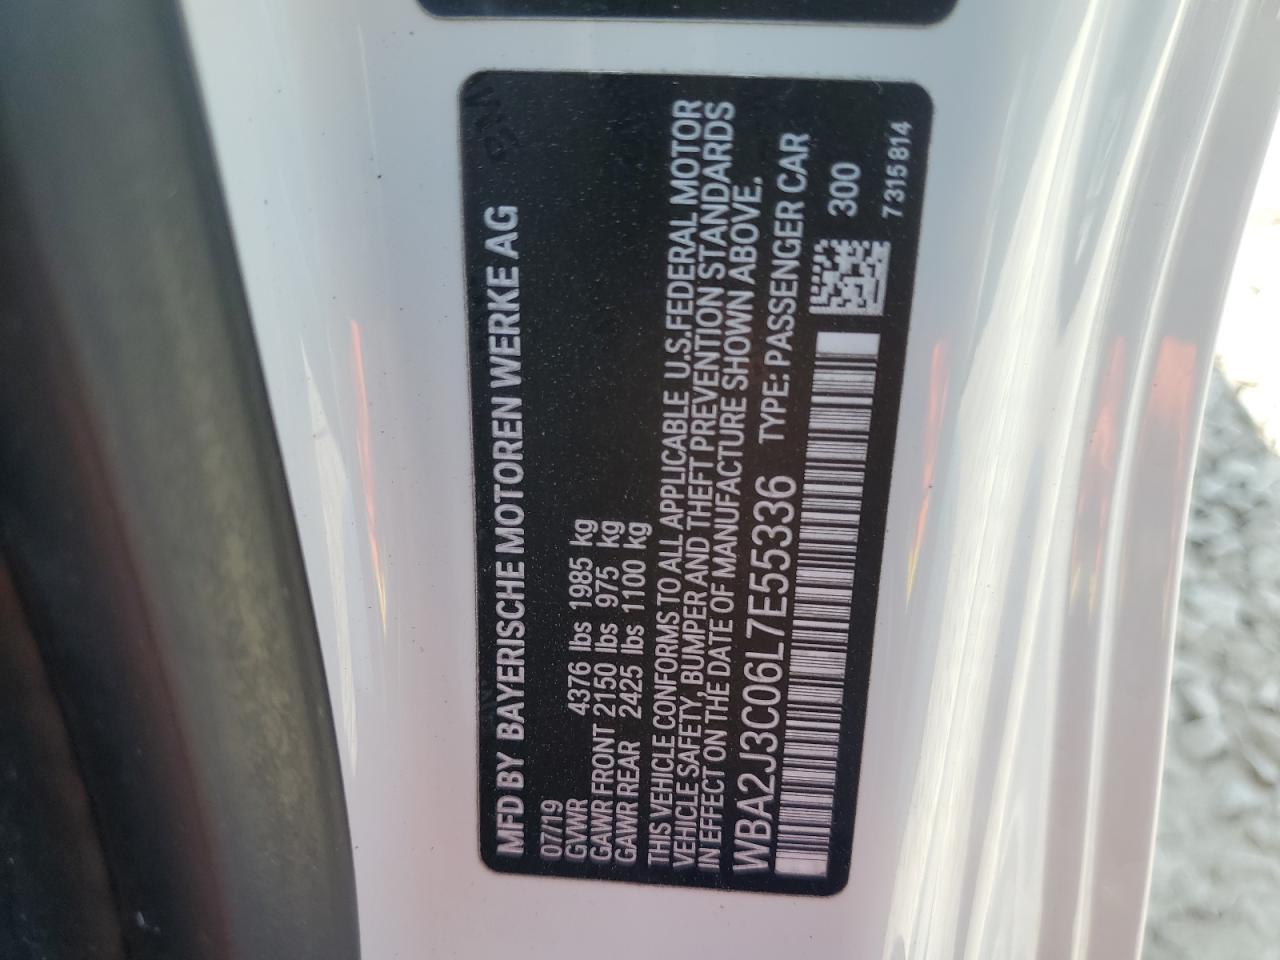 MFD BY BAYERISCHE MOTOREN WERKE AG
07/19
GVWR 4376 lbs 1985 kg
GAWR FRONT 2150 lbs 975 kg
GAWR REAR 2425 lbs 1100 kg
THIS VEHICLE CONFORMS TO ALL APPLICABLE U.S.FEDERAL MOTOR
VEHICLE SAFETY, BUMPER AND THEFT PREVENTION STANDARDS
IN EFFECT ON THE DATE OF MANUFACTURE SHOWN ABOVE.
WBA2J3C06L7E55336 TYPE: PASSENGER CAR
300
7315814